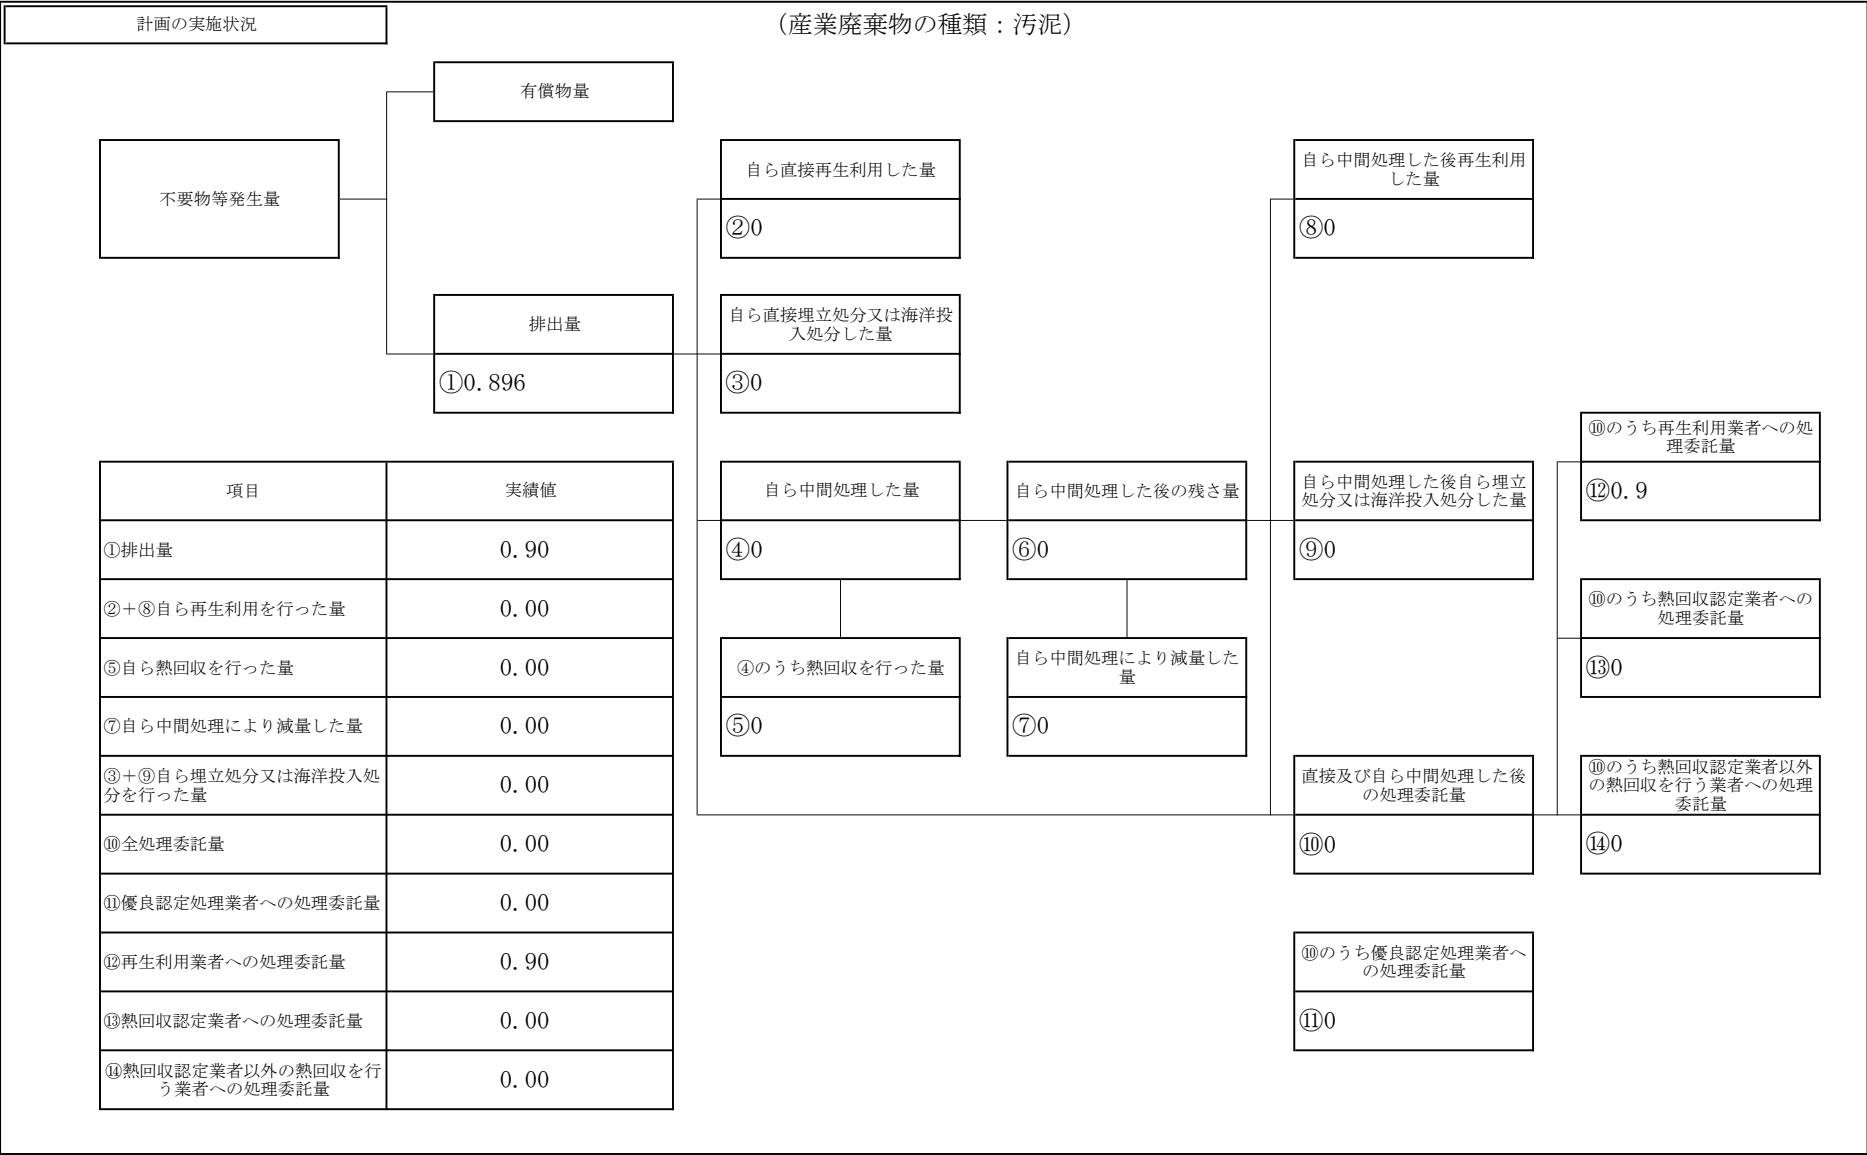 計画の実施状況
（産業廃棄物の種類：汚泥）
有償物量
不要物等発生量
自ら直接再生利用した量
②0
自ら中間処理した後再生利用
した量
⑧0
排出量
①0.896
自ら直接埋立処分又は海洋投
入処分した量
③0
⑩のうち再生利用業者への処
理委託量
⑫0.9
自ら中間処理した量
④0
自ら中間処理した後の残さ量
⑥0
自ら中間処理した後自ら埋立
処分又は海洋投入処分した量
⑨0
⑩のうち熱回収認定業者への
処理委託量
⑬0
④のうち熱回収を行った量
⑤0
自ら中間処理により減量した
量
⑦0
直接及び自ら中間処理した後
の処理委託量
⑩0
⑩のうち熱回収認定業者以外
の熱回収を行う業者への処理
委託量
⑭0
⑩のうち優良認定処理業者へ
の処理委託量
⑪0
項目 実績値
①排出量 0.90
②＋⑧自ら再生利用を行った量 0.00
⑤自ら熱回収を行った量 0.00
⑦自ら中間処理により減量した量 0.00
③＋⑨自ら埋立処分又は海洋投入処
分を行った量 0.00
⑩全処理委託量 0.00
⑪優良認定処理業者への処理委託量 0.00
⑫再生利用業者への処理委託量 0.90
⑬熱回収認定業者への処理委託量 0.00
⑭熱回収認定業者以外の熱回収を行
う業者への処理委託量 0.00